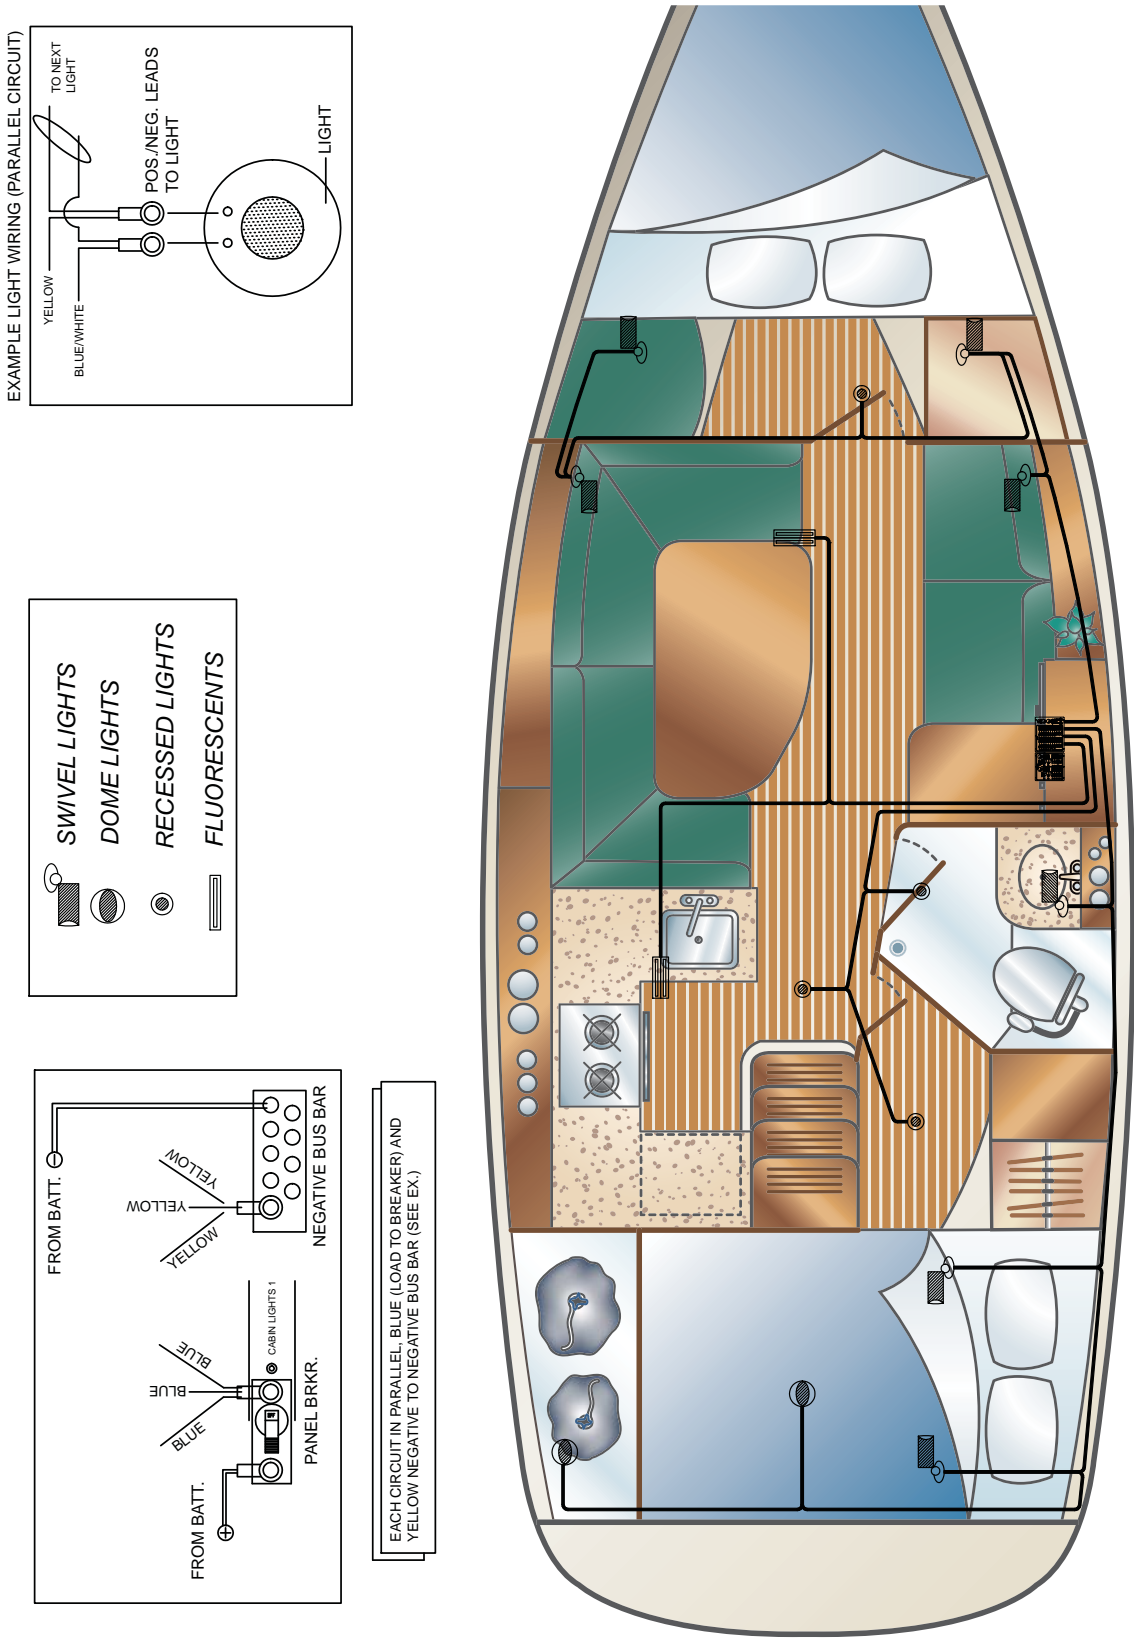 EXAMPLE LIGHT WIRING (PARALLEL CIRCUIT)
YELLOW
TO NEXT
LIGHT
BLUE/WHITE
POS./NEG. LEADS
TO LIGHT
LIGHT
SWIVEL LIGHTS
DOME LIGHTS
RECESSED LIGHTS
FLUORESCENTS
FROM BATT.
YELLOW
YELLOW
YELLOW
NEGATIVE BUS BAR
BLUE
BLUE
BLUE
CABIN LIGHTS 1
OFF
PANEL BRKR.
FROM BATT.
EACH CIRCUIT IN PARALLEL, BLUE (LOAD TO BREAKER) AND
YELLOW NEGATIVE TO NEGATIVE BUS BAR (SEE EX.)